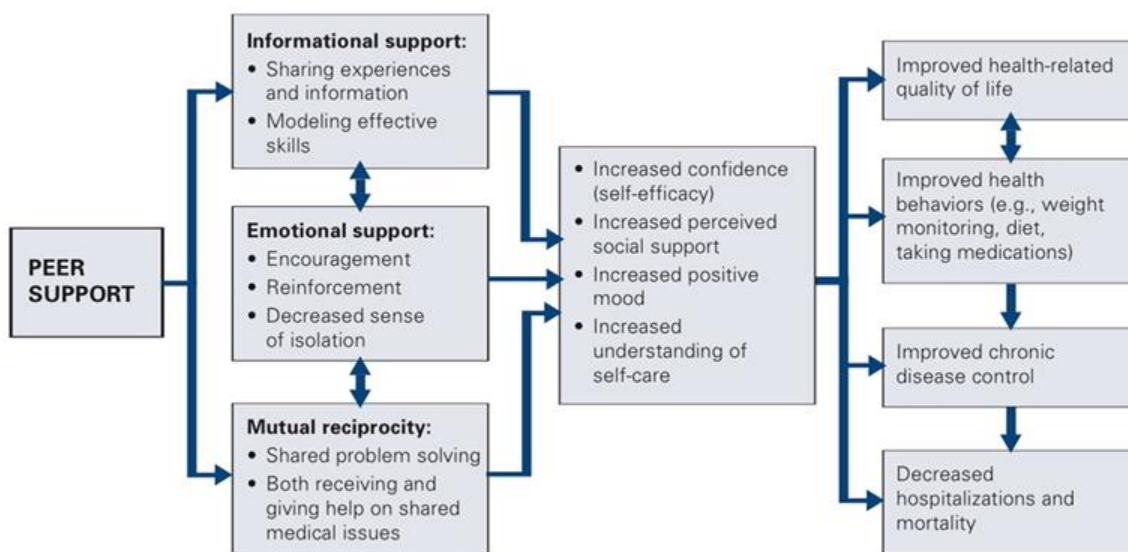 PEER
SUPPORT
Informational support:
• Sharing experiences
and information
• Modeling effective
skills
Emotional support:
• Encouragement
• Reinforcement
• Decreased sense
of isolation
Mutual reciprocity:
• Shared problem solving
• Both receiving and
giving help on shared
medical issues
• Increased confidence
(self-efficacy)
• Increased perceived
social support
• Increased positive
mood
• Increased
understanding of
self-care
Improved health-related
quality of life
Improved health
behaviors (e.g., weight
monitoring, diet,
taking medications)
Improved chronic
disease control
Decreased
hospitalizations and
mortality